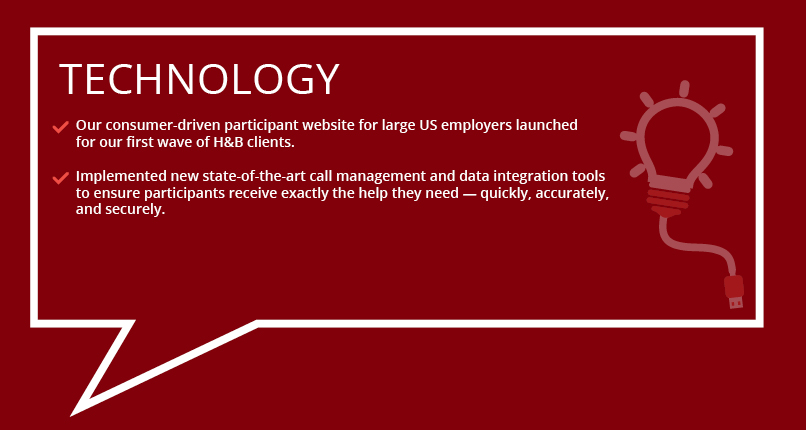 TECHNOLOGY
Our consumer-driven participant website for large US employers launched
for our first wave of H&B clients.
Implemented new state-of-the-art call management and data integration tools
to ensure participants receive exactly the help they need — quickly, accurately,
and securely.